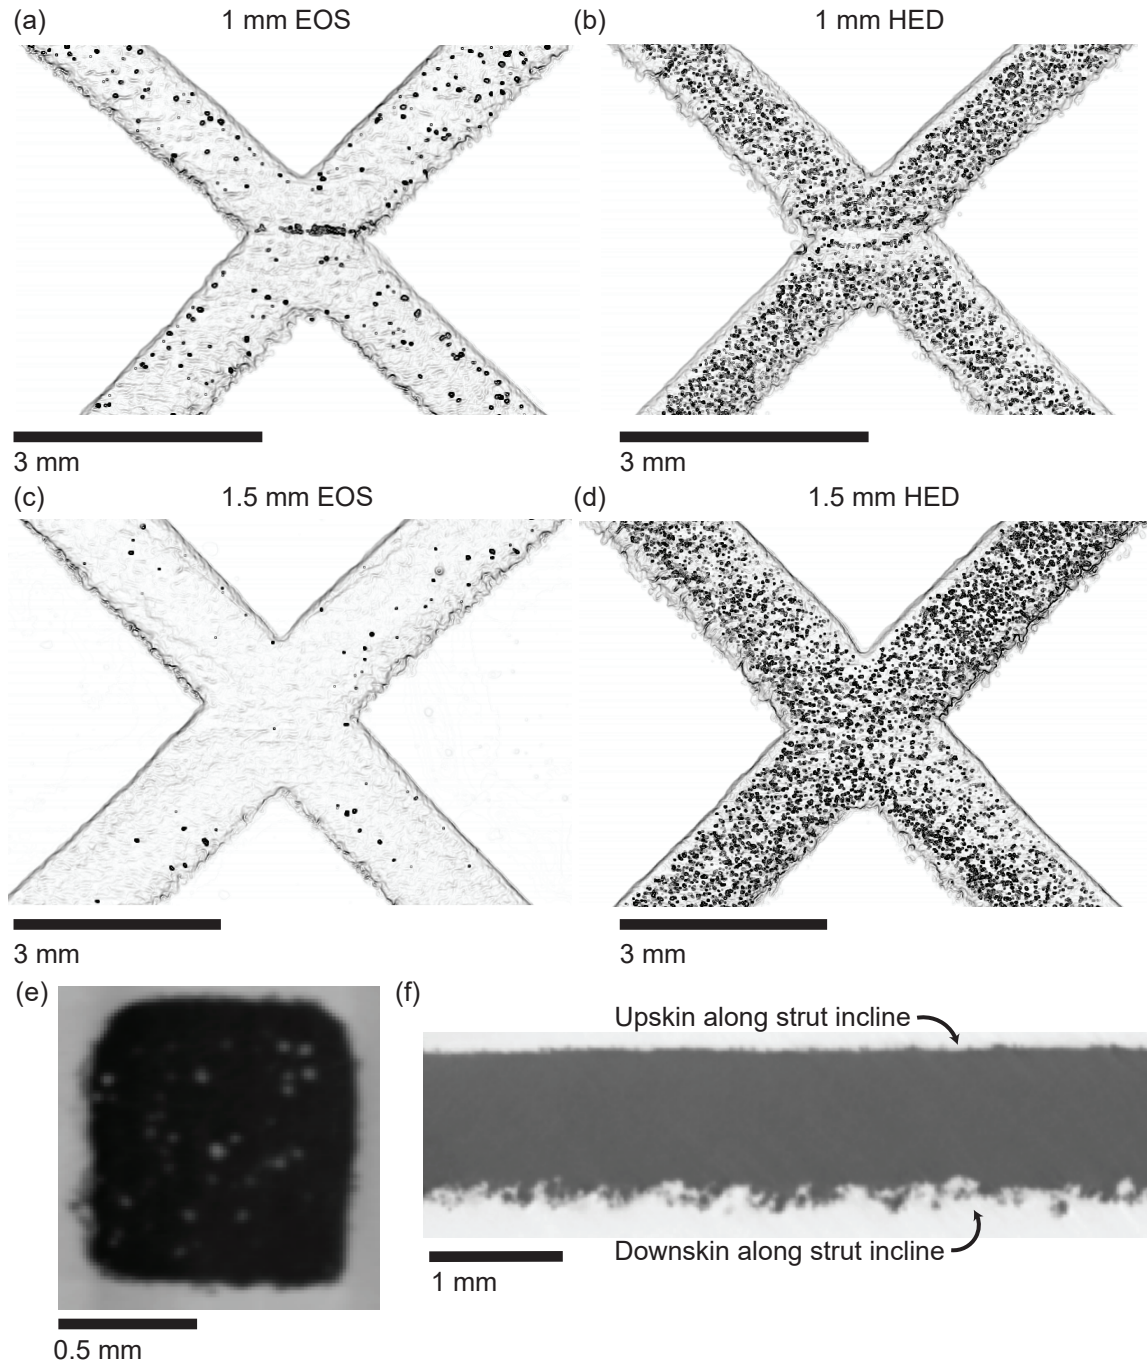 (a)
1 mm EOS
(b)
1 mm HED
3 mm
3 mm
(c)
1.5 mm EOS
(d)
1.5 mm HED
3 mm
3 mm
(e)
(f)
Upskin along strut incline
Downskin along strut incline
1 mm
0.5 mm